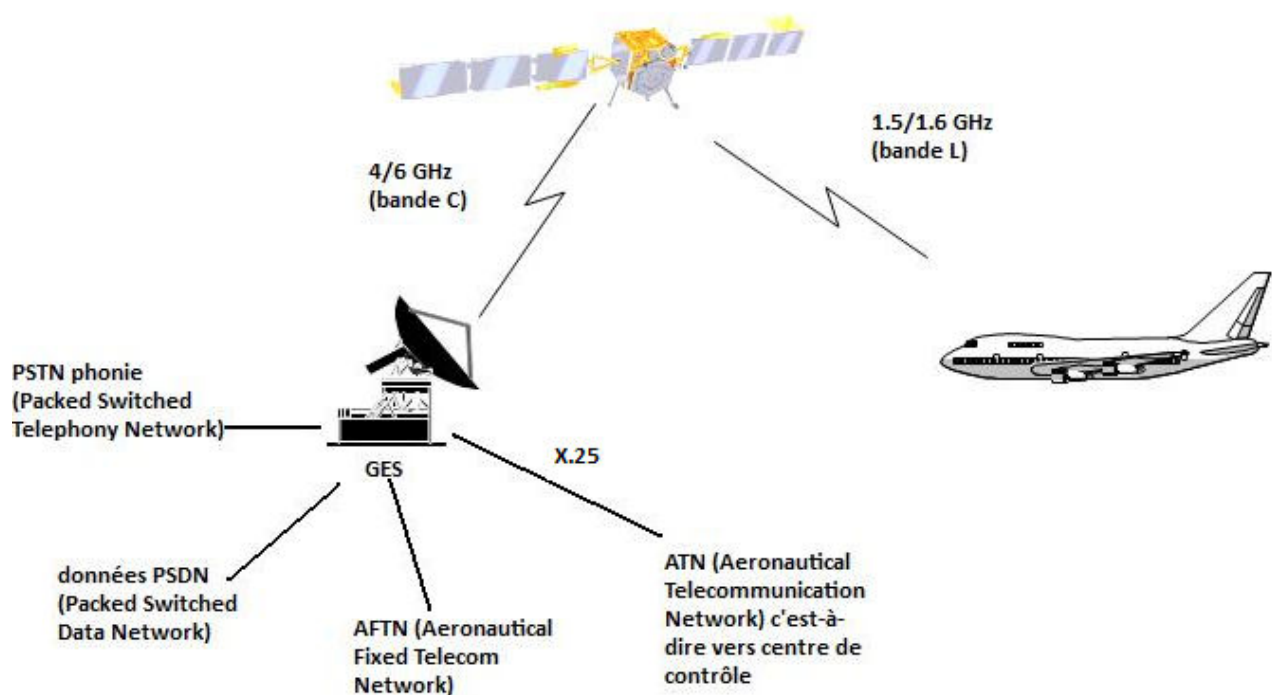 1.5/1.6 GHz
(bande L)
4/6 GHz
(bande C)
PSTN phonie
(Packed Switched
Telephony Network)
GES
X.25
données PSDN
(Packed Switched
Data Network)
AFTN (Aeronautical
Fixed Telecom
Network)
ATN (Aeronautical
Telecommunication
Network) c'est-à-
dire vers centre de
contrôle